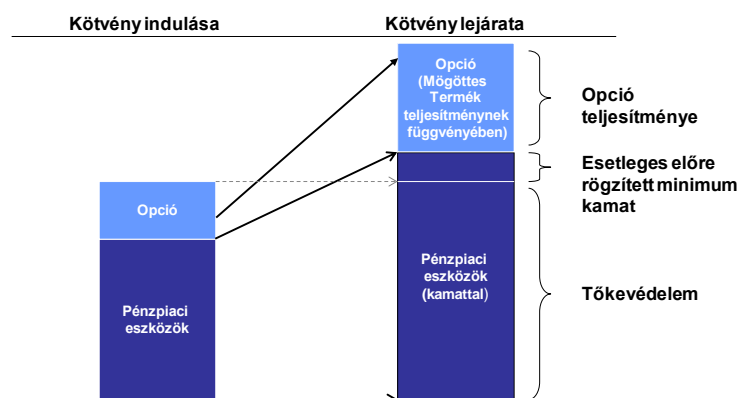 Kötvény indulása
Kötvény lejárata
Opció
(Mögöttes
Termék
teljesítménynek
függvényében)
Opció
teljesítménye
Esetleges előre
rögzített minimum
kamat
Opció
Pénzpiaci
eszközök
Pénzpiaci
eszközök
(kamattal)
Tőkevédelem